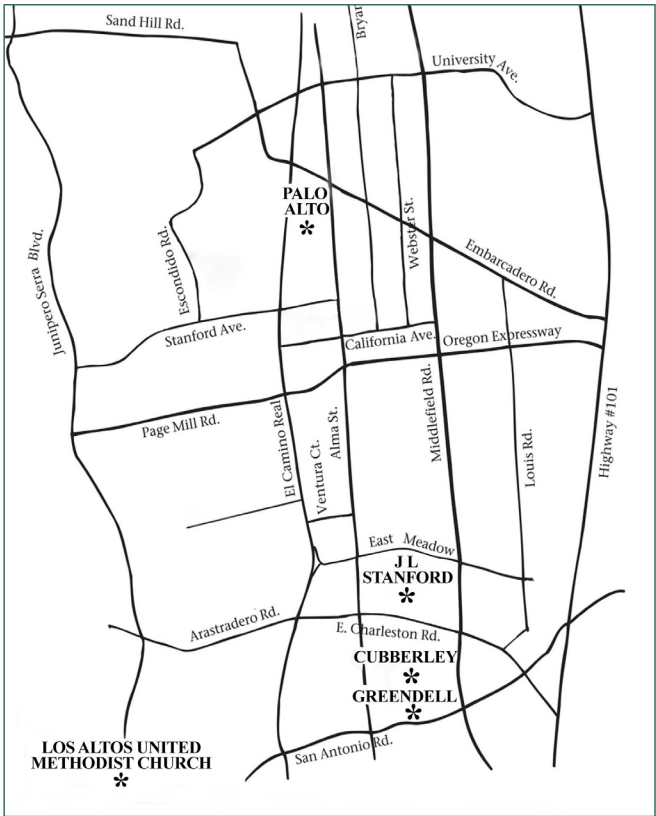 Sand Hill Rd.
Bryan
University Ave.
PALO
ALTO
Webster St.
Embarcadero Rd.
Escondido Rd.
Junipero Serra Blvd.
Stanford Ave.
California Ave.
Oregon Expressway
Page Mill Rd.
El Camino Real
Ventura Ct.
Alma St.
Middlefield Rd.
Louis Rd.
Highway #101
East Meadow
J L
STANFORD
Arastradero Rd.
E. Charleston Rd.
CUBBERLEY
GREENDELL
San Antonio Rd.
LOS ALTOS UNITED
METHODIST CHURCH